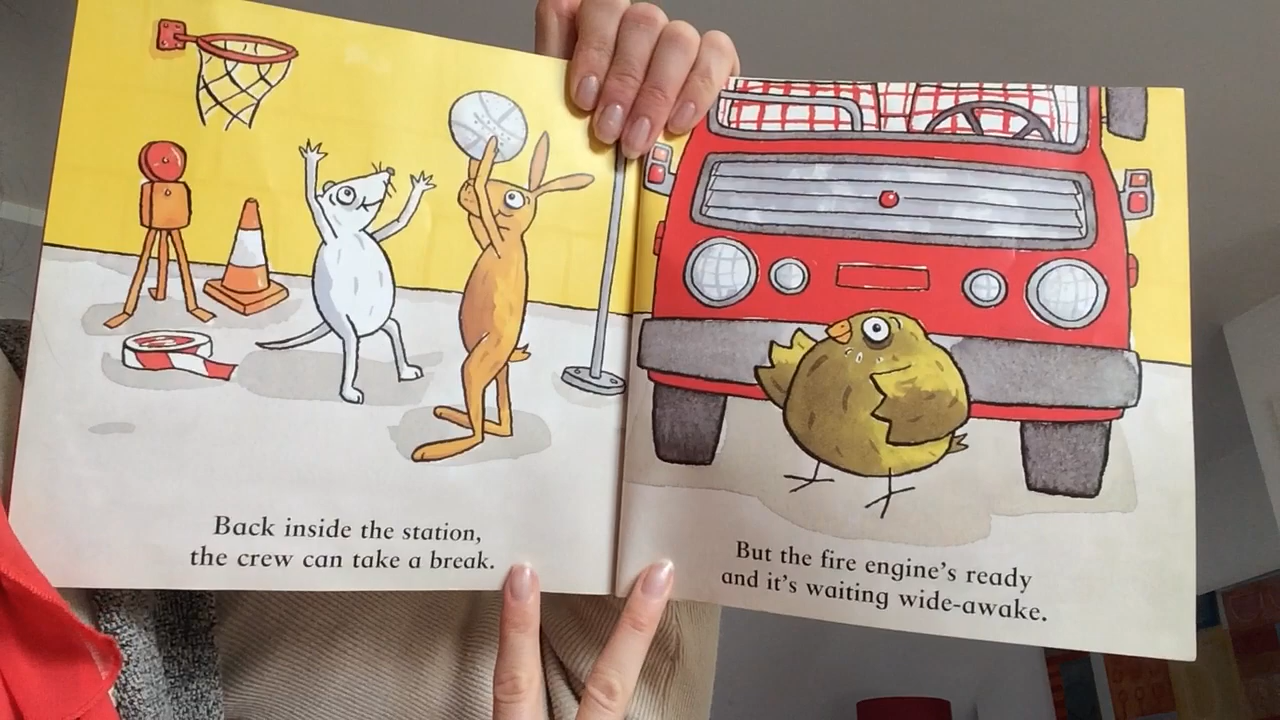 Back inside the station,
the crew can take a break.
But the fire engine's ready
and it's waiting wide-awake.